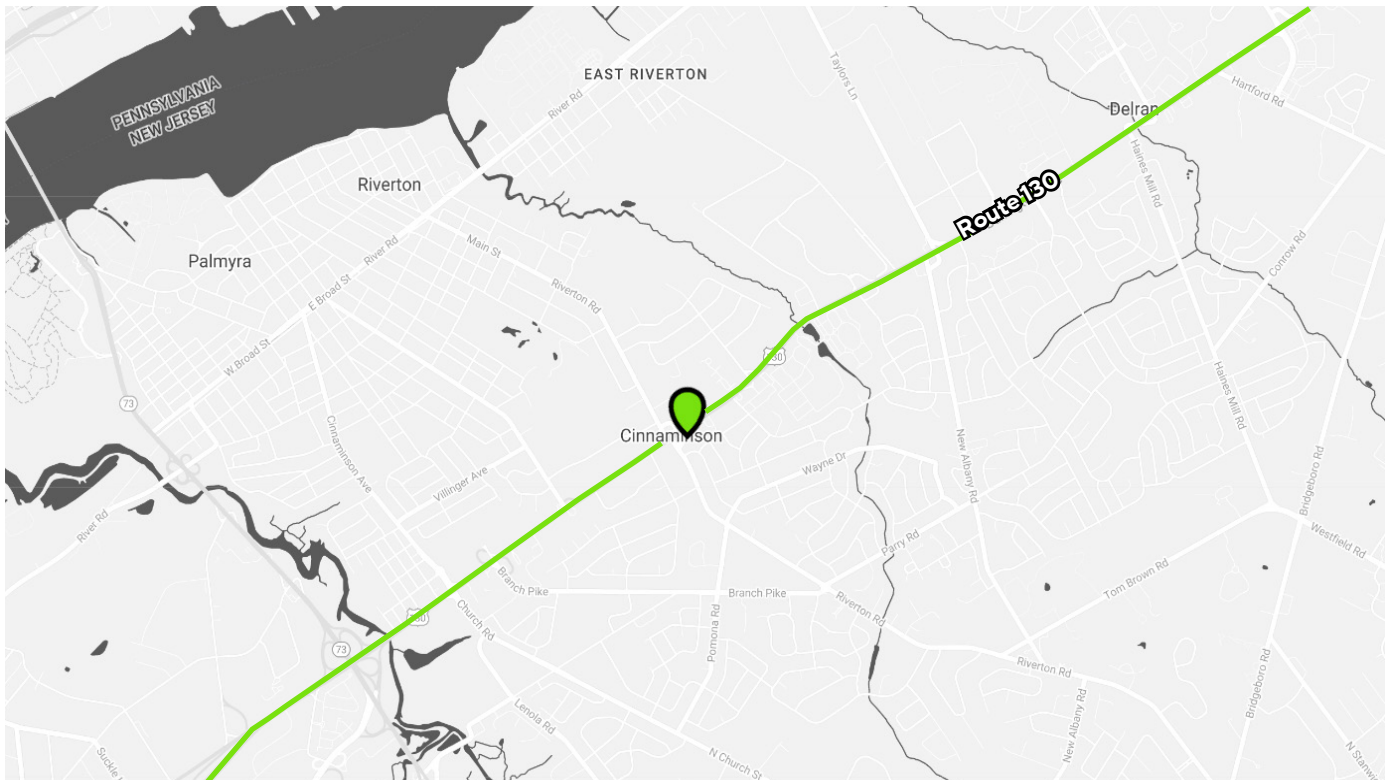 PENNSYLVANIA
NEW JERSEY
EAST RIVERTON
River Rd
Taylors Ln
Hartford Rd
Delran
Haines Mill Rd
Route 130
Riverton
Main St
River Rd
Palmyra
E Broad St
Riverton Rd
Conrow Rd
W Broad St
130
73
Haines Mill Rd
Cinnaminson Ave
Cinnaminson
Wayne Dr
New Albany Rd
Villinger Ave
Bridgeboro Rd
River Rd
Parry Rd
Westfield Rd
Branch Pike
Branch Pike
Tom Brown Rd
130
Church Rd
Riverton Rd
Pomona Rd
73
Riverton Rd
Bridgeboro Rd
Lenola Rd
New Albany Rd
N Church St
Suckle
N Stanwi